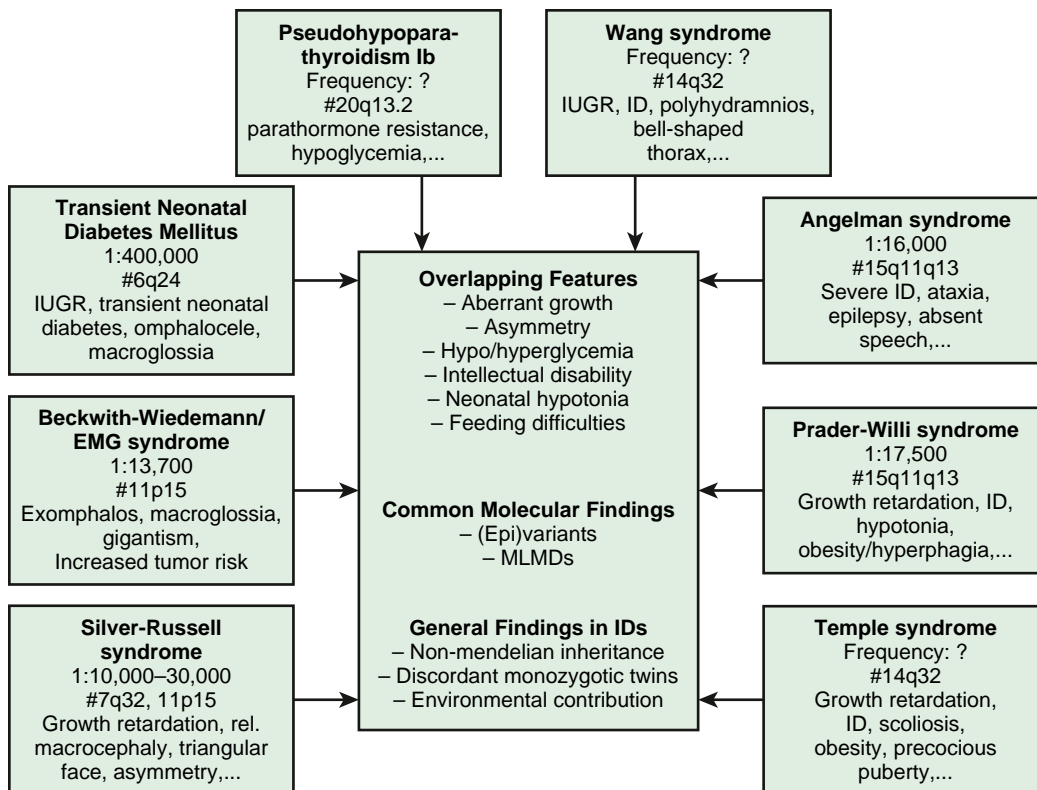 Pseudohypopara-
thyroidism Ib
Frequency: ?
#20q13.2
parathormone resistance,
hypoglycemia,...
Wang syndrome
Frequency: ?
#14q32
IUGR, ID, polyhydramnios,
bell-shaped
thorax,...
Transient Neonatal
Diabetes Mellitus
1:400,000
#6q24
IUGR, transient neonatal
diabetes, omphalocele,
macroglossia
Beckwith-Wiedemann/
EMG syndrome
1:13,700
#11p15
Exomphalos, macroglossia,
gigantism,
Increased tumor risk
Silver-Russell
syndrome
1:10,000–30,000
#7q32, 11p15
Growth retardation, rel.
macrocephaly, triangular
face, asymmetry,...
Overlapping Features
– Aberrant growth
– Asymmetry
– Hypo/hyperglycemia
– Intellectual disability
– Neonatal hypotonia
– Feeding difficulties
Common Molecular Findings
– (Epi)variants
– MLMDs
General Findings in IDs
– Non-mendelian inheritance
– Discordant monozygotic twins
– Environmental contribution
Angelman syndrome
1:16,000
#15q11q13
Severe ID, ataxia,
epilepsy, absent
speech,...
Prader-Willi syndrome
1:17,500
#15q11q13
Growth retardation, ID,
hypotonia,
obesity/hyperphagia,...
Temple syndrome
Frequency: ?
#14q32
Growth retardation,
ID, scoliosis,
obesity, precocious
puberty,...